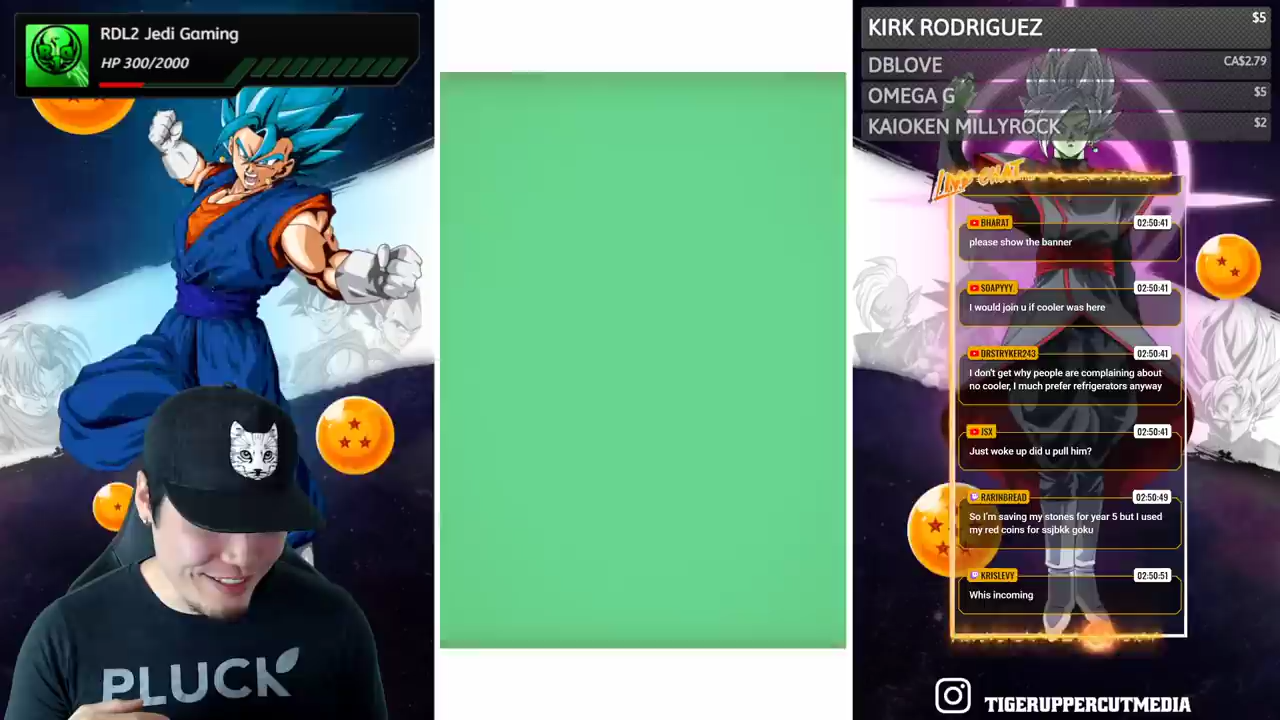 RDL2 Jedi Gaming
HP 300/2000
KIRK RODRIGUEZ $5
DBLOVE CA$2.79
OMEGA G $5
KAIOKEN MILLYROCK $2
LIVE CHAT
BHARAT 02:50:41
please show the banner
SOAPYYY. 02:50:41
I would join u if cooler was here
DRSTRYKER243 02:50:41
I don't get why people are complaining about
no cooler, I much prefer refrigerators anyway
JSX 02:50:41
Just woke up did u pull him?
RARINBREAD 02:50:49
So I'm saving my stones for year 5 but I used
my red coins for ssjbkk goku
KRISLEVY 02:50:51
Whis incoming
PLUCK
TIGERUPPERCUTMEDIA